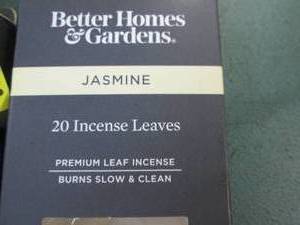 Better Homes
& Gardens®
JASMINE
20 Incense Leaves
PREMIUM LEAF INCENSE
BURNS SLOW & CLEAN